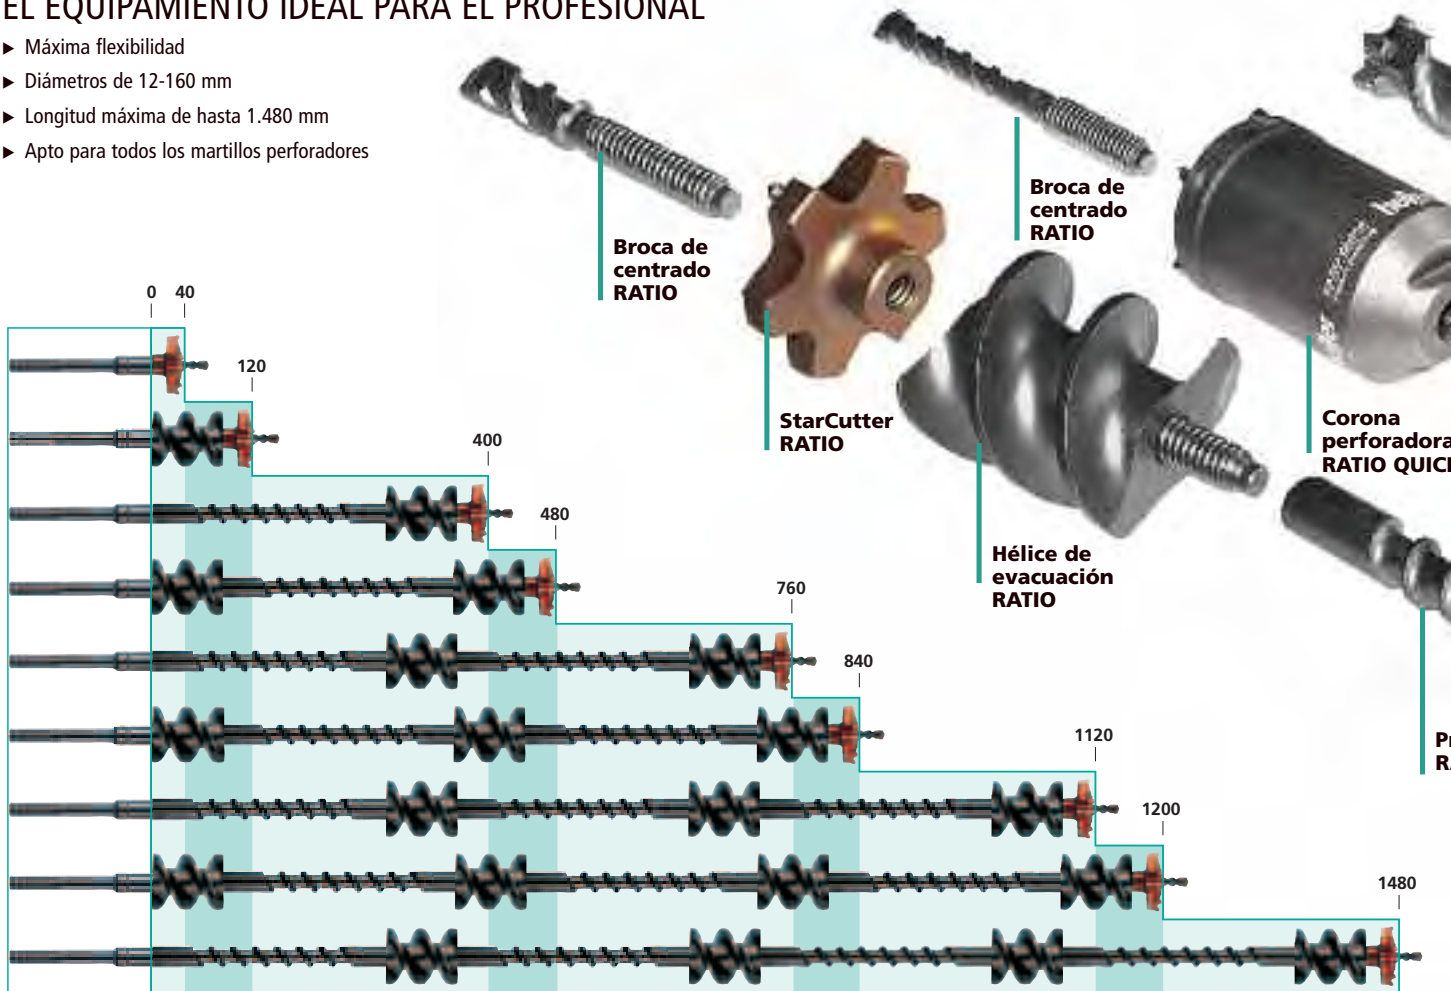 EL EQUIPAMIENTO IDEAL PARA EL PROFESIONAL
► Máxima flexibilidad
► Diámetros de 12-160 mm
► Longitud máxima de hasta 1.480 mm
► Apto para todos los martillos perforadores
Broca de
centrado
RATIO
Broca de
centrado
RATIO
StarCutter
RATIO
Hélice de
evacuación
RATIO
Corona
perforadora
RATIO
0 40
120
400
480
760
840
1120
1200
1480